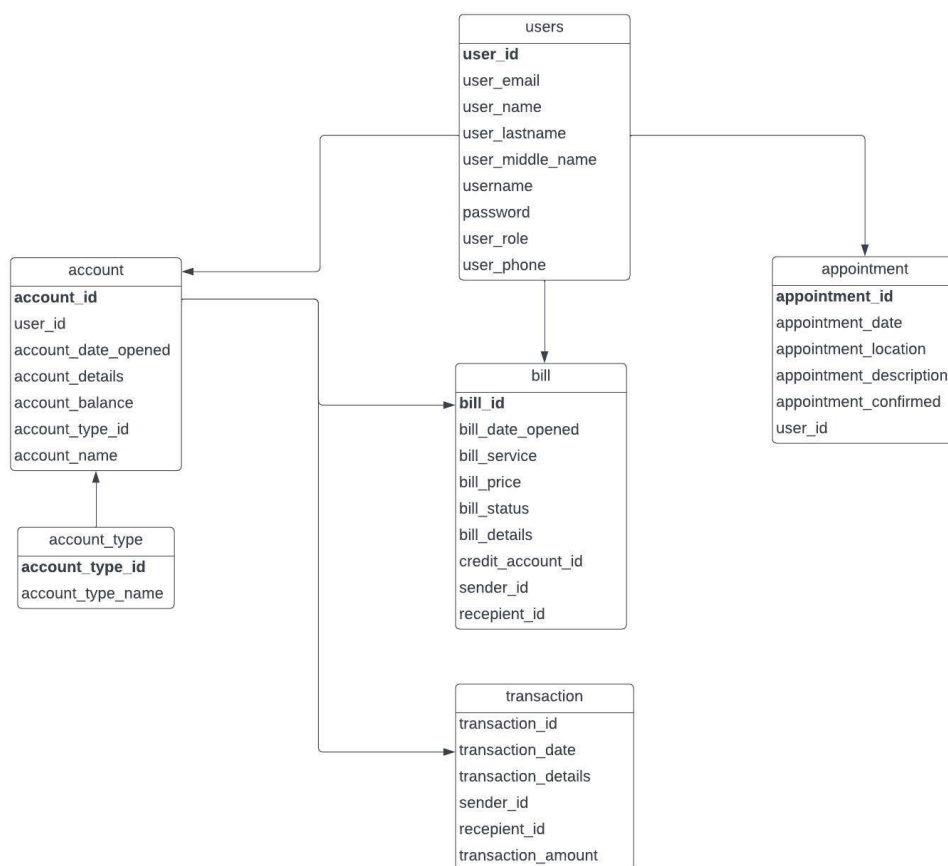 users
user_id
user_email
user_name
user_lastname
user_middle_name
username
password
user_role
user_phone
account
account_id
user_id
account_date_opened
account_details
account_balance
account_type_id
account_name
appointment
appointment_id
appointment_date
appointment_location
appointment_description
appointment_confirmed
user_id
bill
bill_id
bill_date_opened
bill_service
bill_price
bill_status
bill_details
credit_account_id
sender_id
recepient_id
account_type
account_type_id
account_type_name
transaction
transaction_id
transaction_date
transaction_details
sender_id
recepient_id
transaction_amount